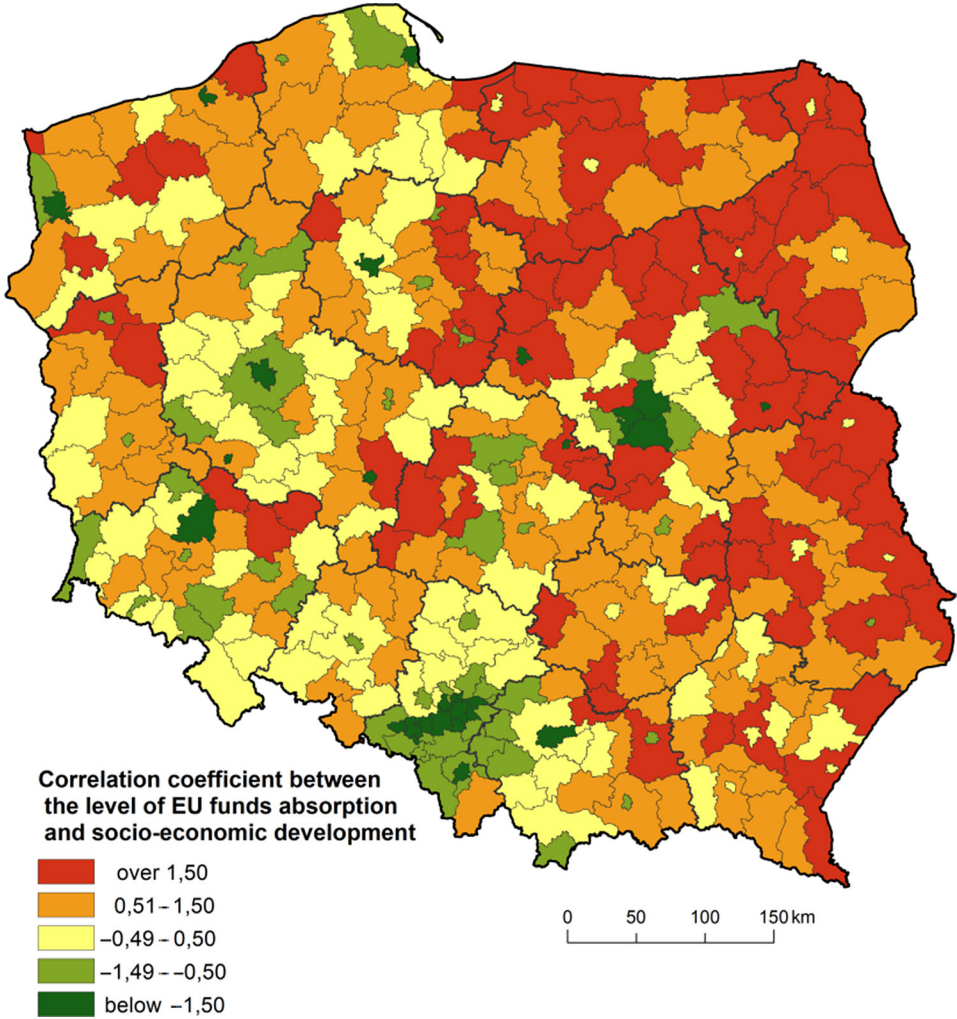 Correlation coefficient between
the level of EU funds absorption
and socio-economic development
over 1,50
0,51 - 1,50
−0,49 - 0,50
−1,49 - −0,50
below −1,50
0 50 100 150 km